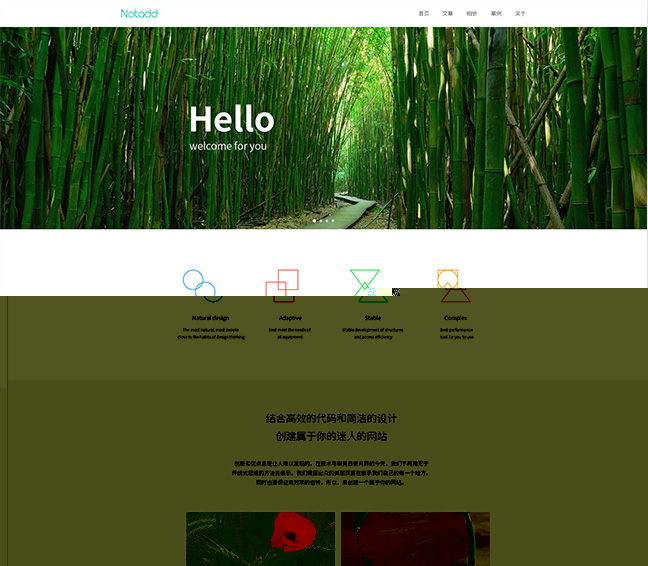 Notadd
首页 文章 相册 案例 关于
Hello
welcome for you
Natural design
The most natural, most people
close to the habits of design thinking
Adaptive
Best meet the needs of
all equipment
Stable
Stable development of structures
and access efficiency
Complex
Best performance
tool for you to use
结合高效的代码和简洁的设计
创建属于你的迷人的网站